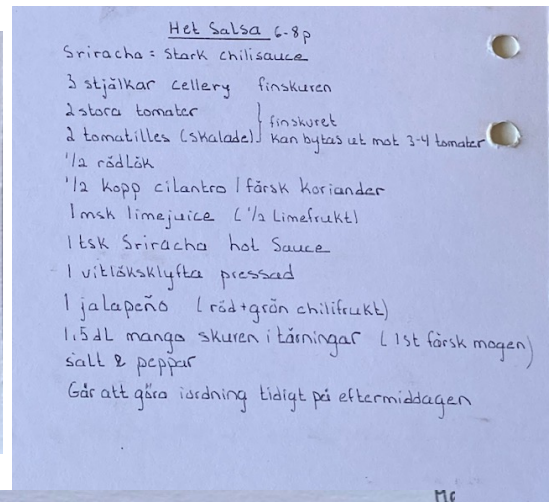 Het Salsa 6-8p
Sriracha = Stark chilisauce
3 stjälkar cellery finskuren
2 stora tomater } finskuret
2 tomatilles (skalade) } kan bytas ut mot 3-4 tomater
1/2 rödlök
1/2 kopp cilantro / färsk koriander
1 msk limejuice (1/2 Limefrukt)
1 tsk Sriracha hot Sauce
1 vitlöksklyfta pressad
1 jalapeño (röd+grön chilifrukt)
1,5 dL mango skuren i tärningar (1st färsk mogen)
salt & peppar
Går att göra iordning tidigt på eftermiddagen